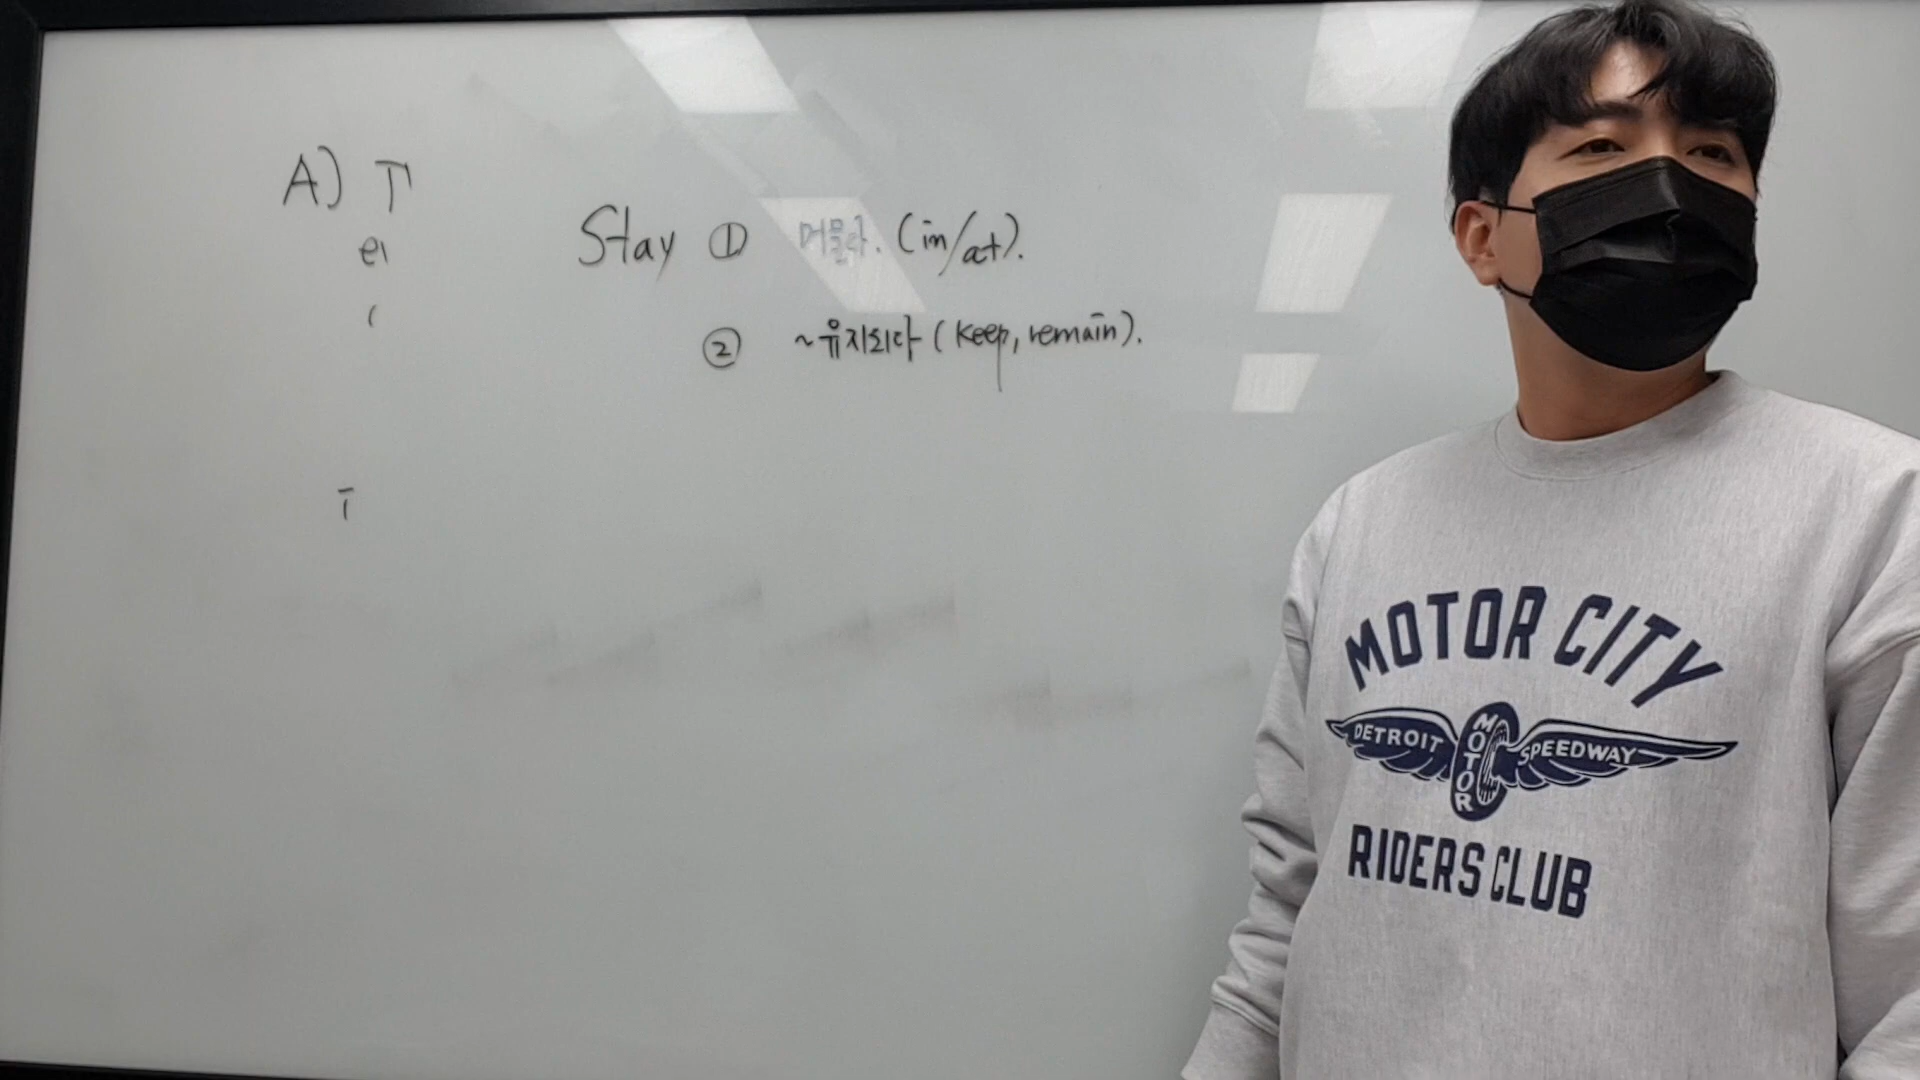 A) T
Stay ① 머물다. (in/at).
② ~유지되다 (keep, remain).
MOTOR CITY
DETROIT MOTOR SPEEDWAY
RIDERS CLUB